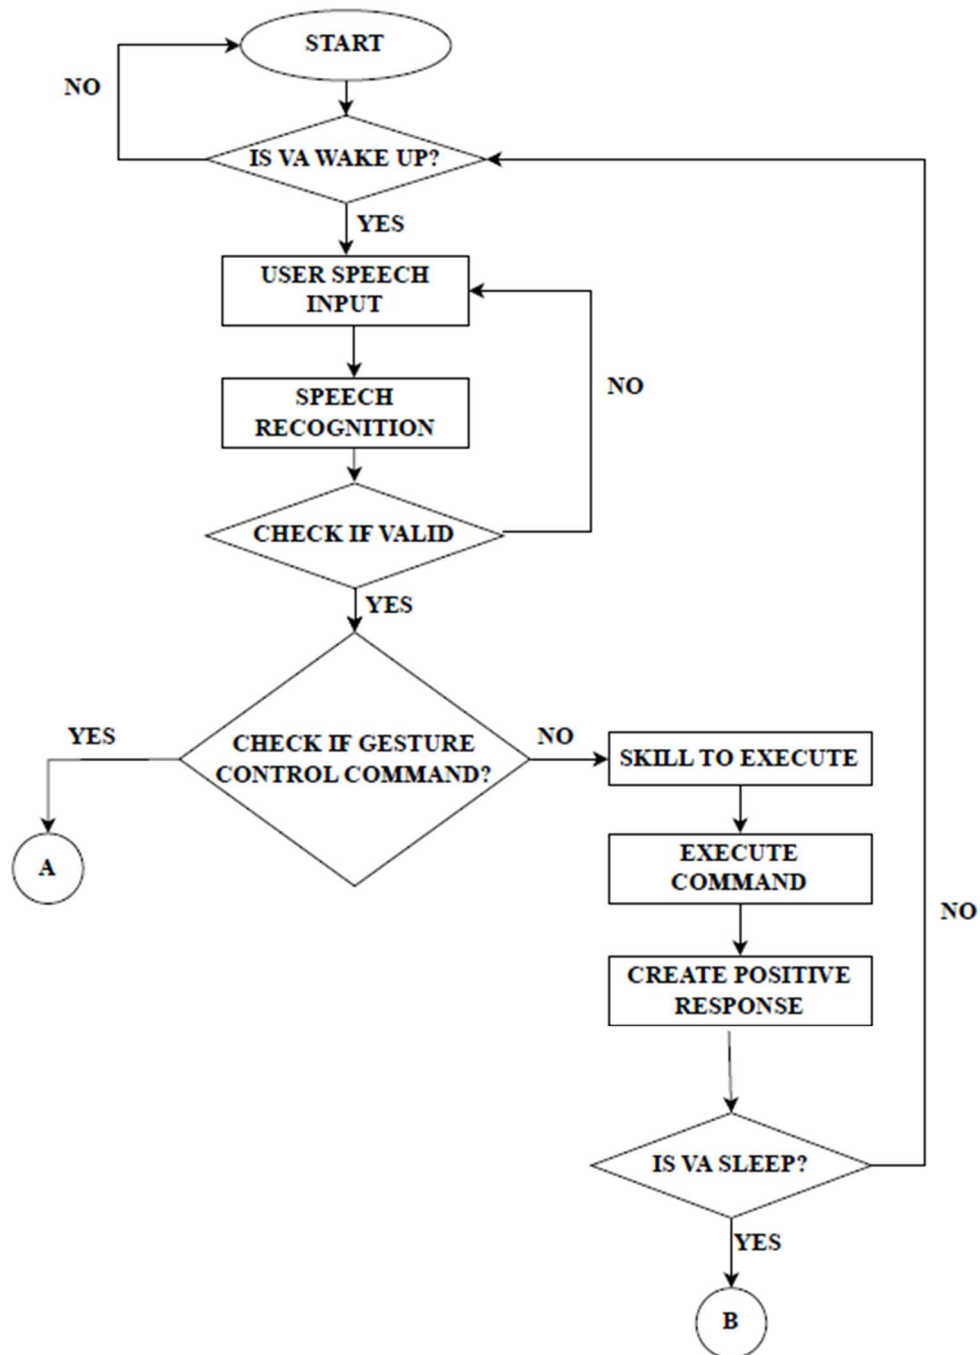 START
NO
IS VA WAKE UP?
YES
USER SPEECH
INPUT
NO
SPEECH
RECOGNITION
CHECK IF VALID
YES
YES
CHECK IF GESTURE
CONTROL COMMAND?
NO
SKILL TO EXECUTE
A
EXECUTE
COMMAND
NO
CREATE POSITIVE
RESPONSE
IS VA SLEEP?
YES
B